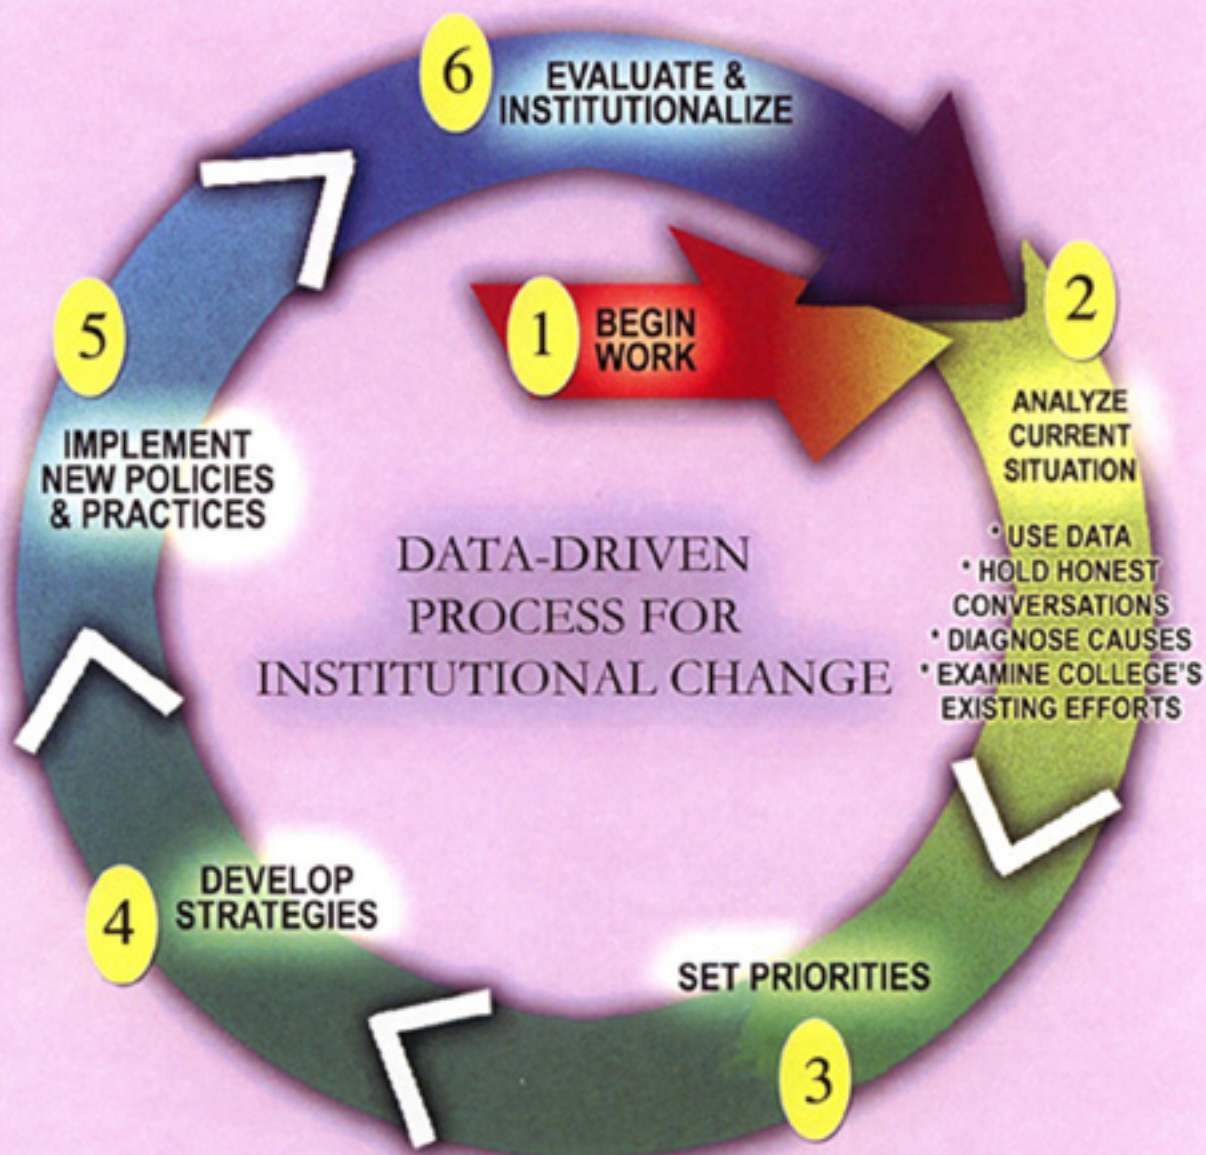 DATA-DRIVEN
PROCESS FOR
INSTITUTIONAL CHANGE
1
BEGIN
WORK
2
ANALYZE
CURRENT
SITUATION
* USE DATA
* HOLD HONEST
CONVERSATIONS
* DIAGNOSE CAUSES
* EXAMINE COLLEGE'S
EXISTING EFFORTS
SET PRIORITIES
3
4
DEVELOP
STRATEGIES
5
IMPLEMENT
NEW POLICIES
& PRACTICES
6
EVALUATE &
INSTITUTIONALIZE